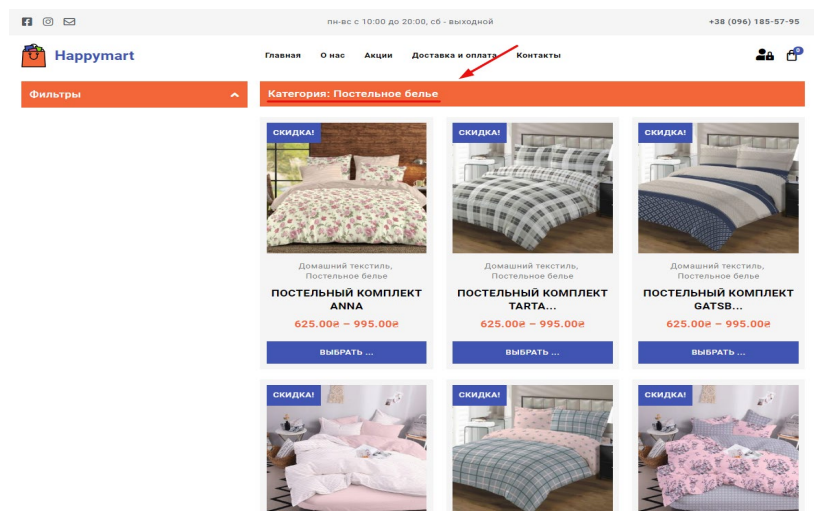 пн-вс с 10:00 до 20:00, сб - выходной
+38 (096) 185-57-95
Happymart
Главная О нас Акции Доставка и оплата Контакты
0
Фильтры
Категория: Постельное белье
СКИДКА! СКИДКА! СКИДКА!
Домашний текстиль,
Постельное белье
ПОСТЕЛЬНЫЙ КОМПЛЕКТ
ANNA
625.00₴ – 995.00₴
ВЫБРАТЬ ...
Домашний текстиль,
Постельное белье
ПОСТЕЛЬНЫЙ КОМПЛЕКТ
TARTA...
625.00₴ – 995.00₴
ВЫБРАТЬ ...
Домашний текстиль,
Постельное белье
ПОСТЕЛЬНЫЙ КОМПЛЕКТ
GATSB...
625.00₴ – 995.00₴
ВЫБРАТЬ ...
СКИДКА! СКИДКА! СКИДКА!